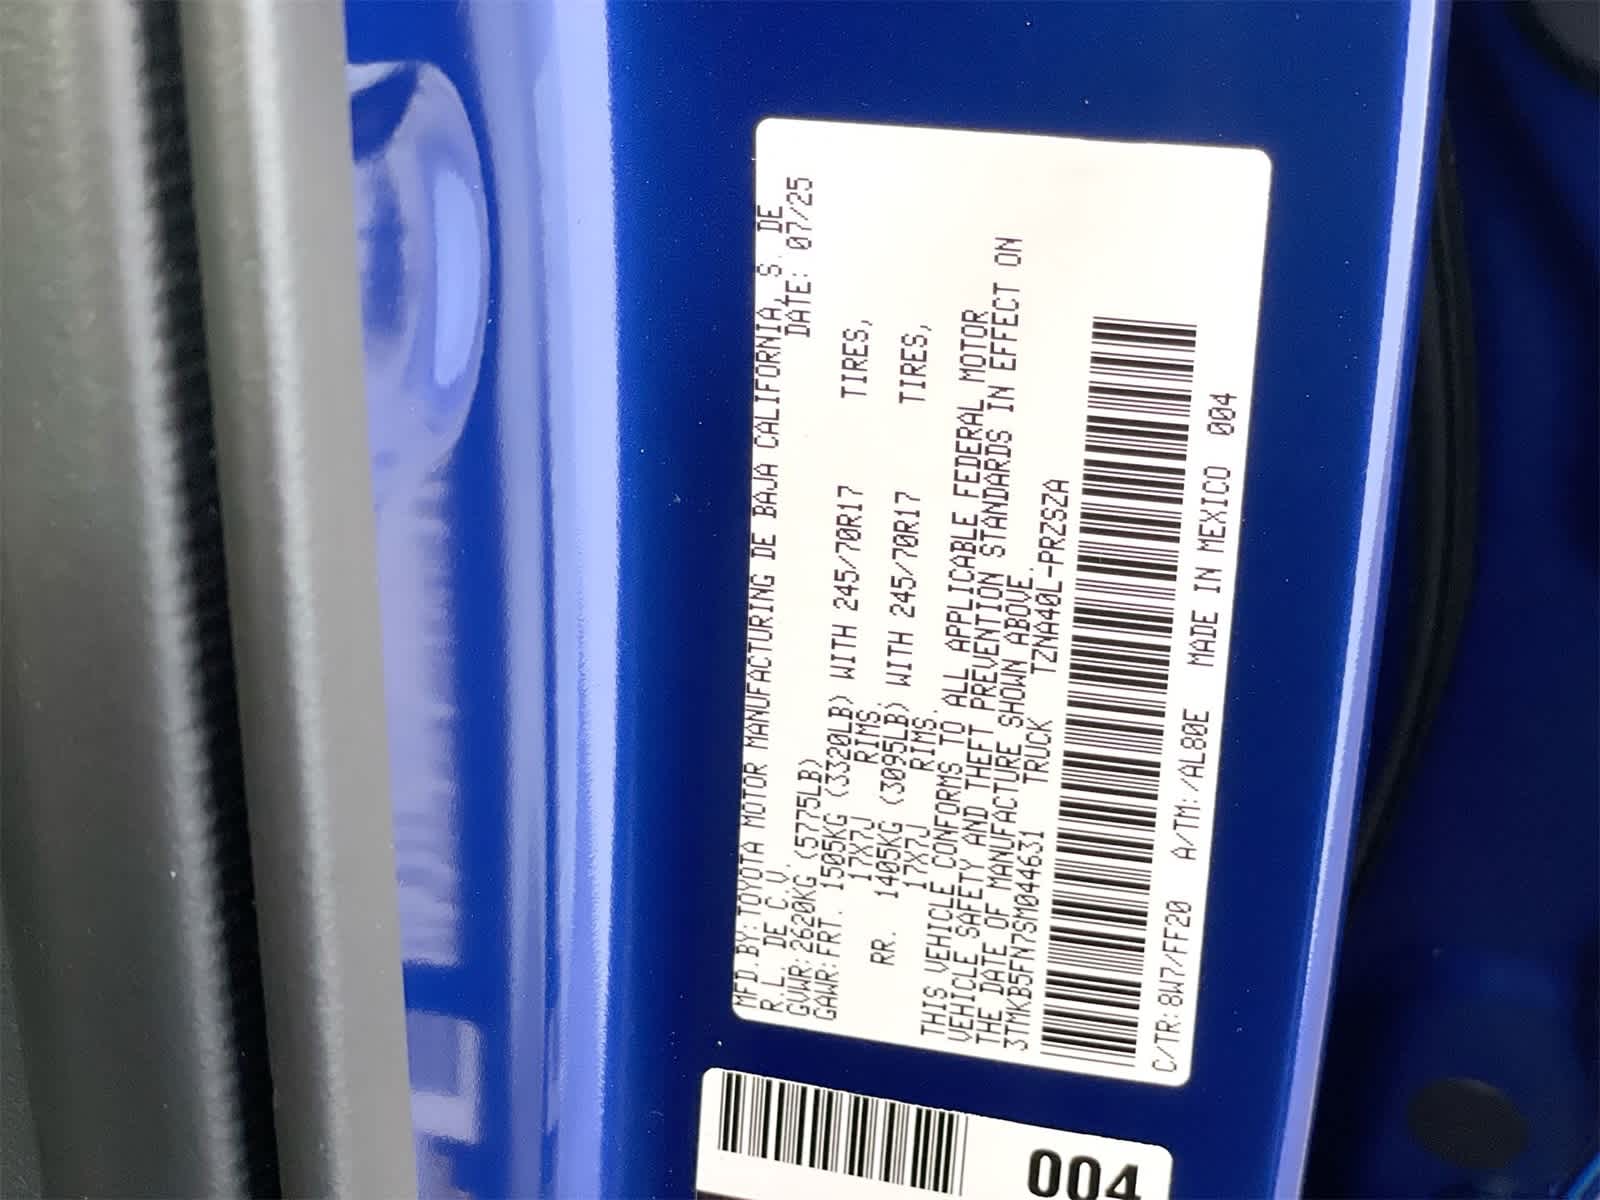 MFD.BY:TOYOTA MOTOR MANUFACTURING DE BAJA CALIFORNIA, S. DE
R.L. DE C.V. DATE: 07/25
GVWR:2620KG (5775LB)
GAWR:FRT. 1505KG (3320LB) WITH 245/70R17 TIRES,
17X7J RIMS.
RR. 1405KG (3095LB) WITH 245/70R17 TIRES,
17X7J RIMS.
THIS VEHICLE CONFORMS TO ALL APPLICABLE FEDERAL MOTOR
VEHICLE SAFETY AND THEFT PREVENTION STANDARDS IN EFFECT ON
THE DATE OF MANUFACTURE SHOWN ABOVE.
3TMKB5FN7SM044631 TRUCK TZNA40L-PRZSZA
C/TR:8W7/FF20 A/TM:/AL80E MADE IN MEXICO 004
004